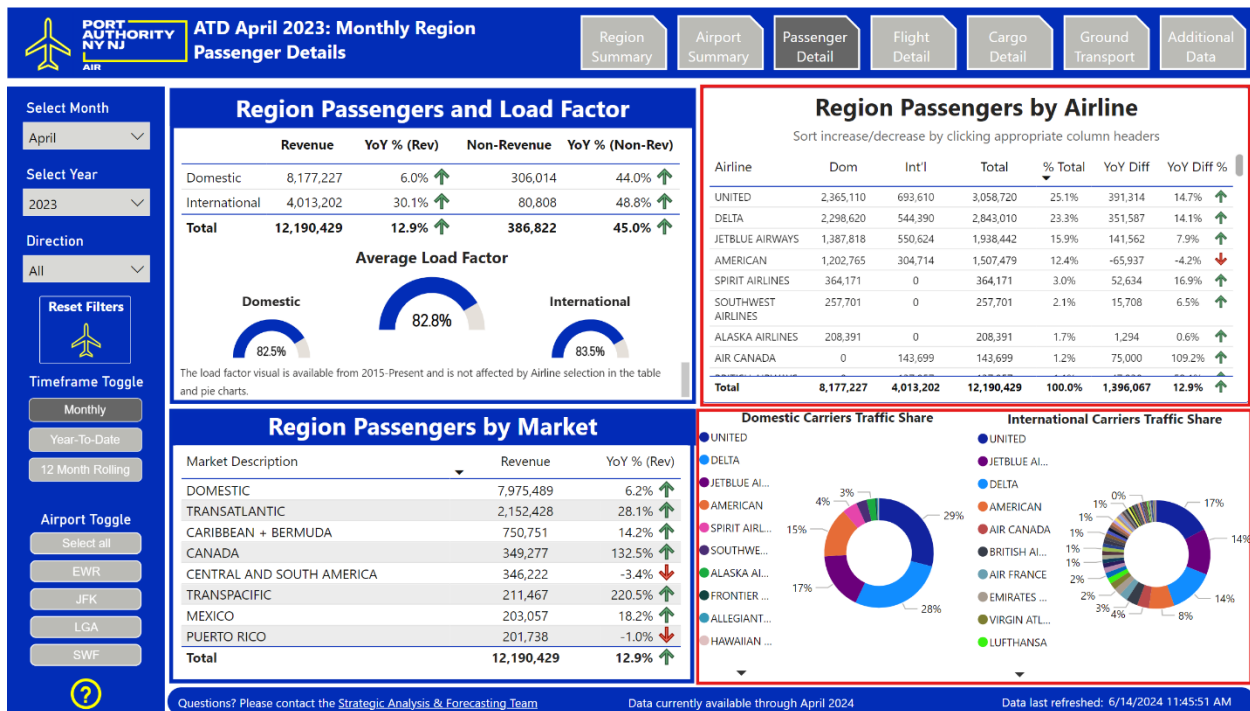 PORT
AUTHORITY
NY NJ
AIR
ATD April 2023: Monthly Region
Passenger Details
Region
Summary
Airport
Summary
Passenger
Detail
Flight
Detail
Cargo
Detail
Ground
Transport
Additional
Data
Select Month
April
Select Year
2023
Direction
All
Reset Filters
Timeframe Toggle
Monthly
Year-To-Date
12 Month Rolling
Airport Toggle
Select all
EWR
JFK
LGA
SWF
?
Region Passengers and Load Factor
Revenue YoY % (Rev) Non-Revenue YoY % (Non-Rev)
Domestic 8,177,227 6.0% 306,014 44.0%
International 4,013,202 30.1% 80,808 48.8%
Total 12,190,429 12.9% 386,822 45.0%
Average Load Factor
Domestic
82.5%
82.8%
International
83.5%
The load factor visual is available from 2015-Present and is not affected by Airline selection in the table
and pie charts.
Region Passengers by Airline
Sort increase/decrease by clicking appropriate column headers
Airline Dom Int'l Total % Total YoY Diff YoY Diff %
UNITED 2,365,110 693,610 3,058,720 25.1% 391,314 14.7%
DELTA 2,298,620 544,390 2,843,010 23.3% 351,587 14.1%
JETBLUE AIRWAYS 1,387,818 550,624 1,938,442 15.9% 141,562 7.9%
AMERICAN 1,202,765 304,714 1,507,479 12.4% -65,937 -4.2%
SPIRIT AIRLINES 364,171 0 364,171 3.0% 52,634 16.9%
SOUTHWEST
AIRLINES 257,701 0 257,701 2.1% 15,708 6.5%
ALASKA AIRLINES 208,391 0 208,391 1.7% 1,294 0.6%
AIR CANADA 0 143,699 143,699 1.2% 75,000 109.2%
Total 8,177,227 4,013,202 12,190,429 100.0% 1,396,067 12.9%
Region Passengers by Market
Market Description Revenue YoY % (Rev)
DOMESTIC 7,975,489 6.2%
TRANSATLANTIC 2,152,428 28.1%
CARIBBEAN + BERMUDA 750,751 14.2%
CANADA 349,277 132.5%
CENTRAL AND SOUTH AMERICA 346,222 -3.4%
TRANSPACIFIC 211,467 220.5%
MEXICO 203,057 18.2%
PUERTO RICO 201,738 -1.0%
Total 12,190,429 12.9%
Domestic Carriers Traffic Share
UNITED
DELTA
JETBLUE AI...
AMERICAN
SPIRIT AIRL...
SOUTHWE...
ALASKA AI...
FRONTIER ...
ALLEGIANT...
HAWAIIAN ...
29%
28%
17%
15%
4%
3%
International Carriers Traffic Share
UNITED
JETBLUE AI...
DELTA
AMERICAN
AIR CANADA
BRITISH AI...
AIR FRANCE
EMIRATES ...
VIRGIN ATL...
LUFTHANSA
17%
14%
14%
8%
4%
3%
2%
2%
1%
1%
1%
1%
0%
Questions? Please contact the Strategic Analysis & Forecasting Team
Data currently available through April 2024
Data last refreshed: 6/14/2024 11:45:51 AM